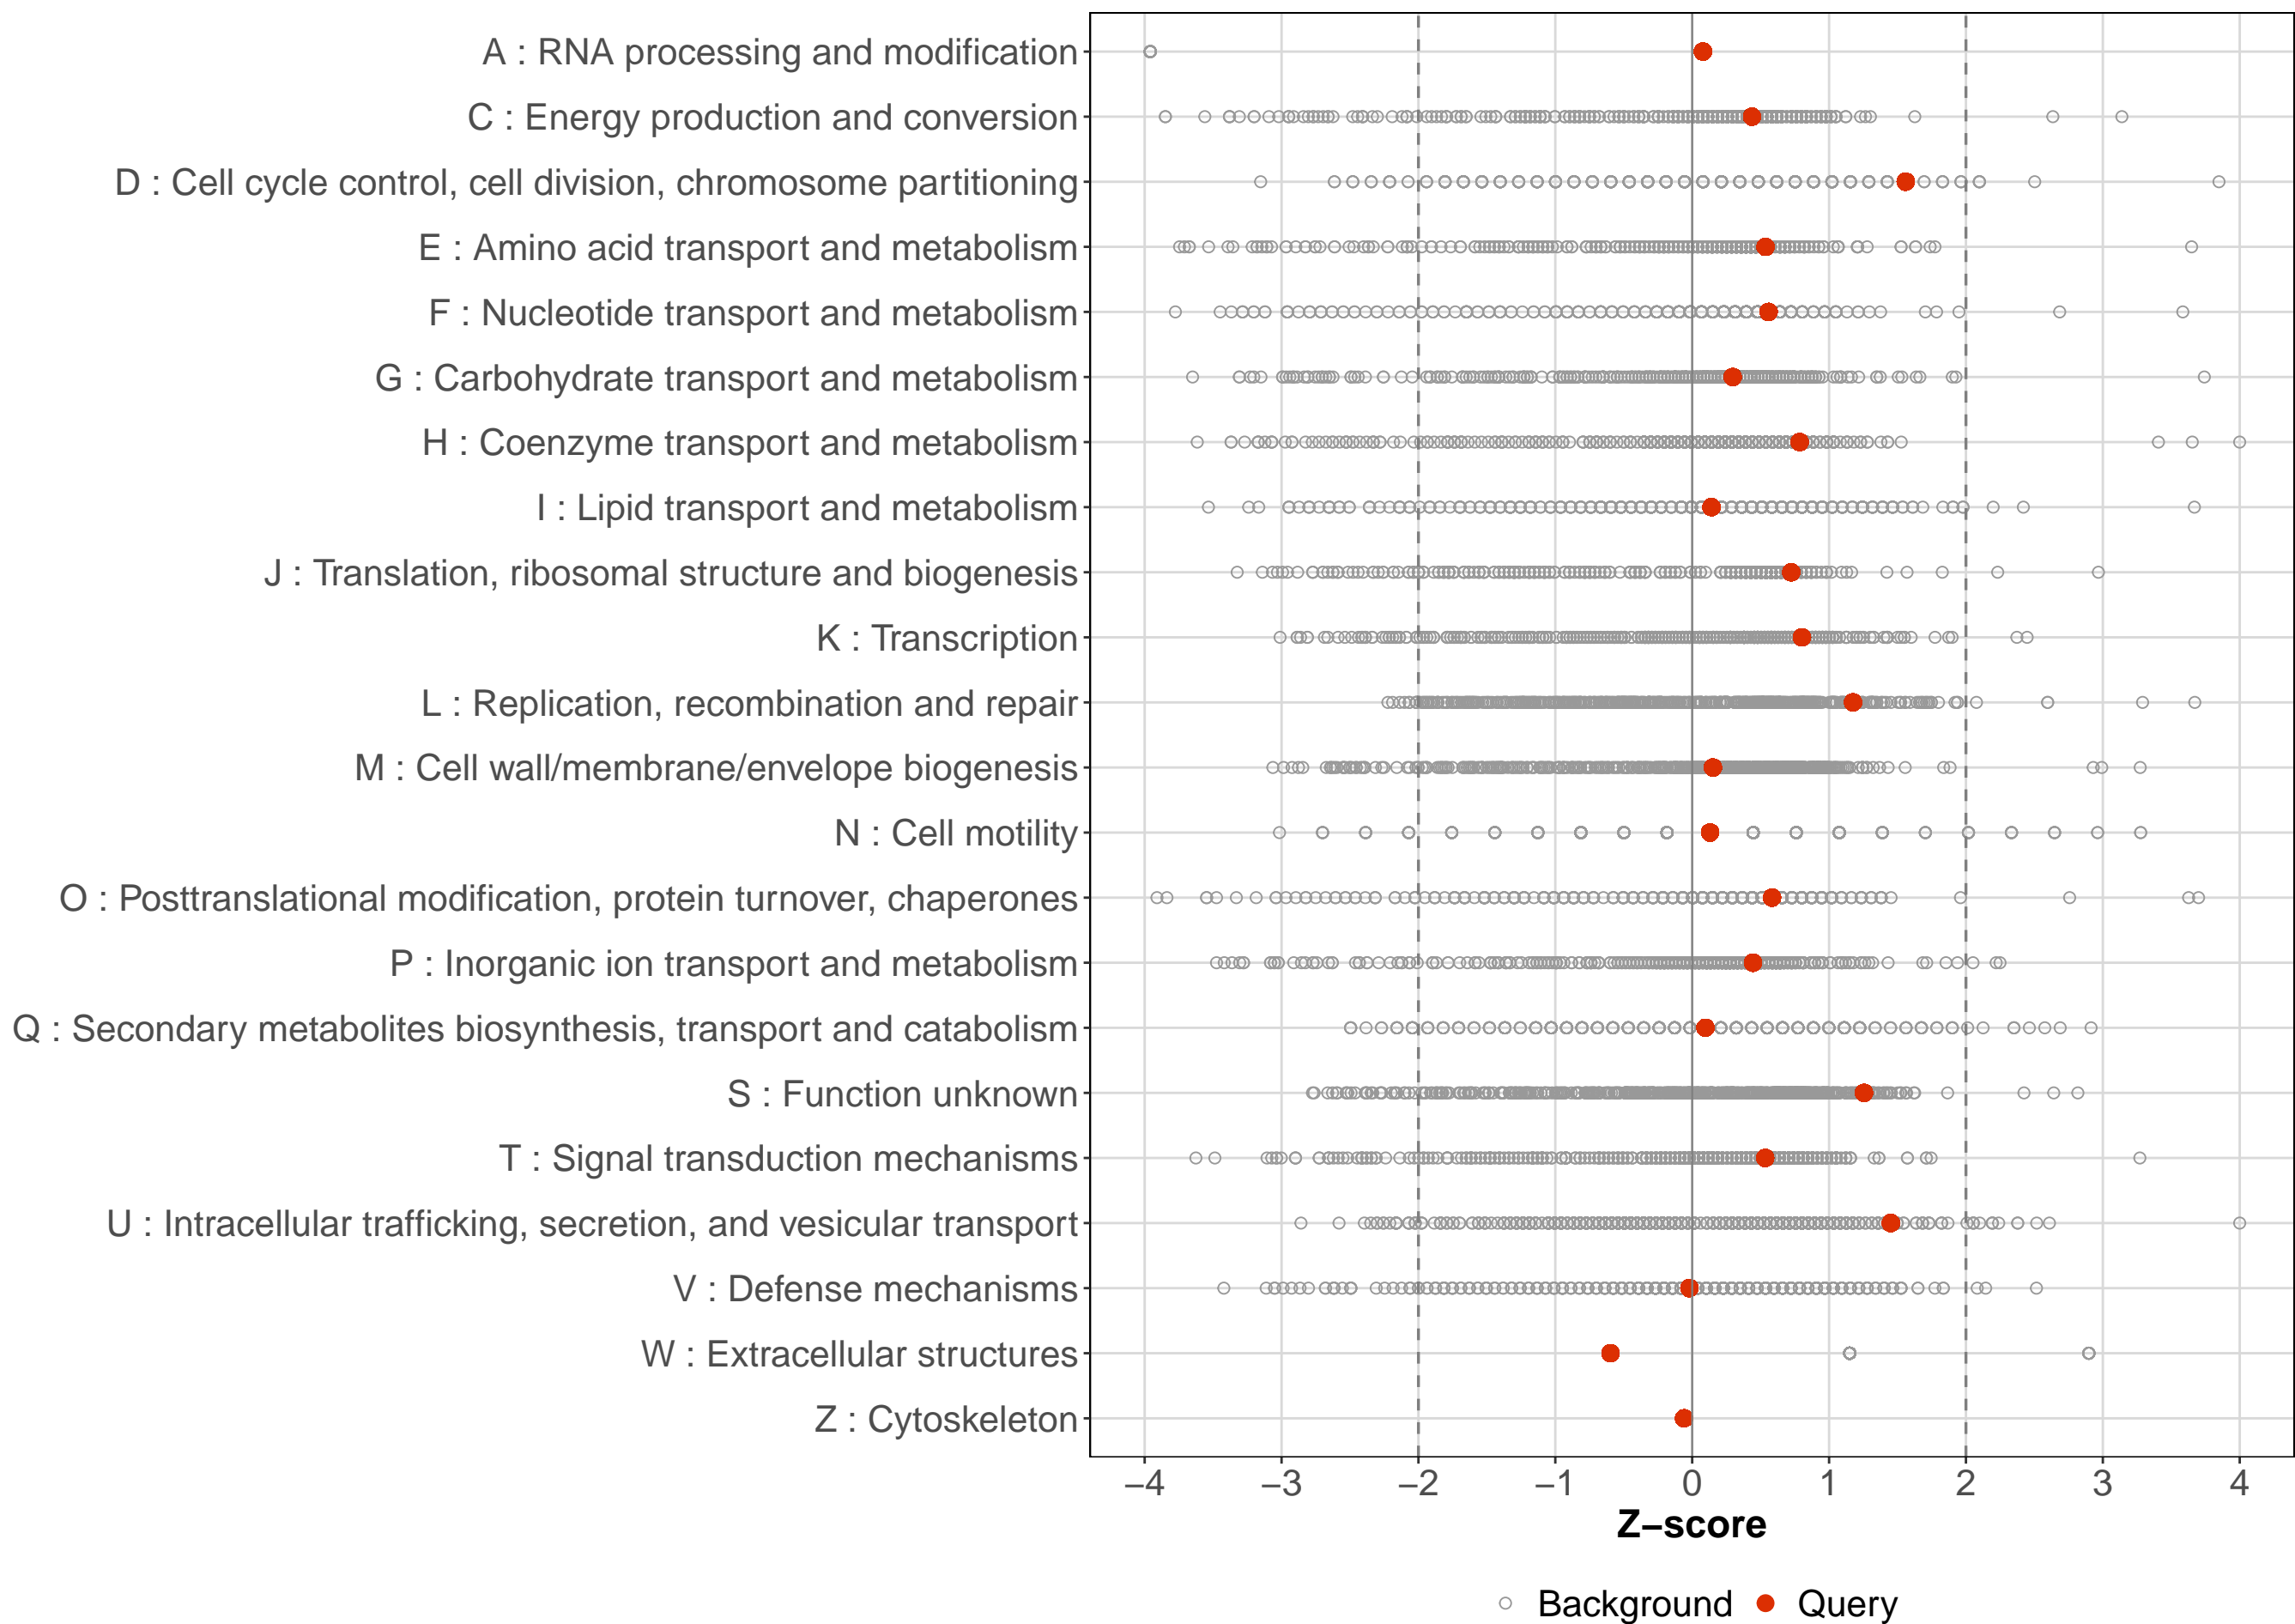 A : RNA processing and modification
C : Energy production and conversion
D : Cell cycle control, cell division, chromosome partitioning
E : Amino acid transport and metabolism
F : Nucleotide transport and metabolism
G : Carbohydrate transport and metabolism
H : Coenzyme transport and metabolism
I : Lipid transport and metabolism
J : Translation, ribosomal structure and biogenesis
K : Transcription
L : Replication, recombination and repair
M : Cell wall/membrane/envelope biogenesis
N : Cell motility
O : Posttranslational modification, protein turnover, chaperones
P : Inorganic ion transport and metabolism
Q : Secondary metabolites biosynthesis, transport and catabolism
S : Function unknown
T : Signal transduction mechanisms
U : Intracellular trafficking, secretion, and vesicular transport
V : Defense mechanisms
W : Extracellular structures
Z : Cytoskeleton
−4 −3 −2 −1 0 1 2 3 4
Z−score
Background Query